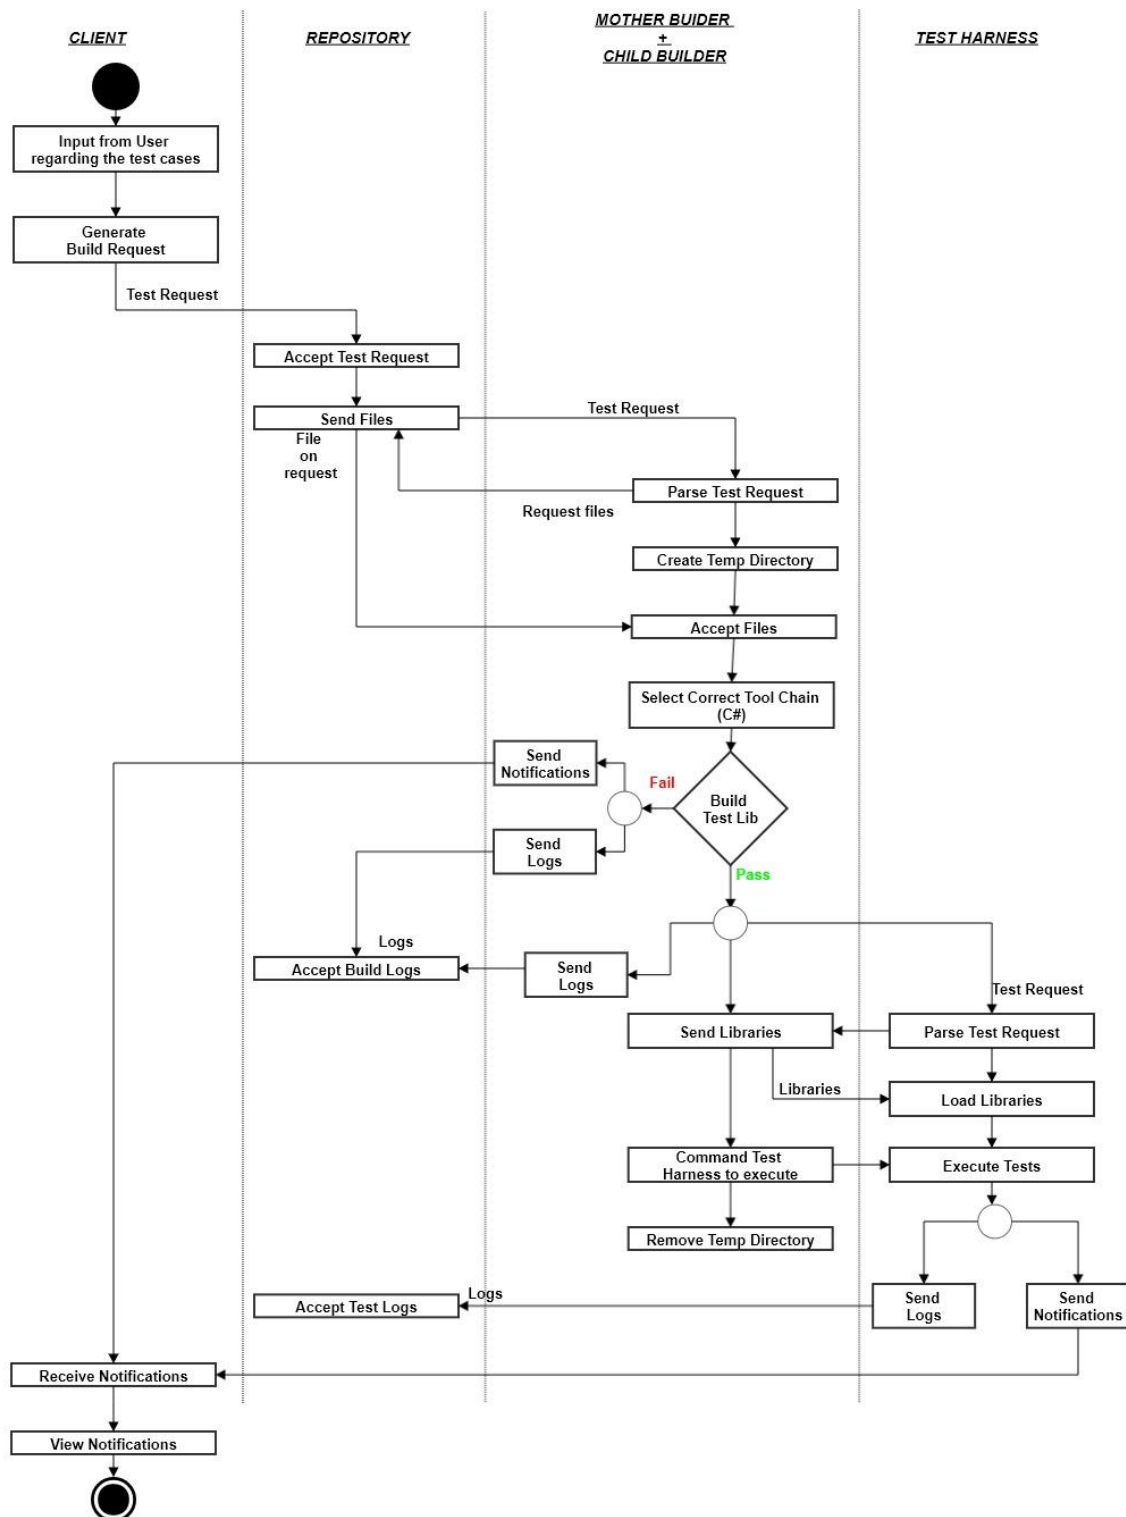 CLIENT
REPOSITORY
MOTHER BUIDER
+
CHILD BUILDER
TEST HARNESS
Input from User
regarding the test cases
Generate
Build Request
Test Request
Accept Test Request
Send Files
Test Request
File
on
request
Parse Test Request
Request files
Create Temp Directory
Accept Files
Select Correct Tool Chain
(C#)
Send
Notifications
Fail
Build
Test Lib
Send
Logs
Pass
Logs
Accept Build Logs
Send
Logs
Test Request
Send Libraries
Parse Test Request
Libraries
Load Libraries
Command Test
Harness to execute
Execute Tests
Remove Temp Directory
Logs
Accept Test Logs
Send
Logs
Send
Notifications
Receive Notifications
View Notifications